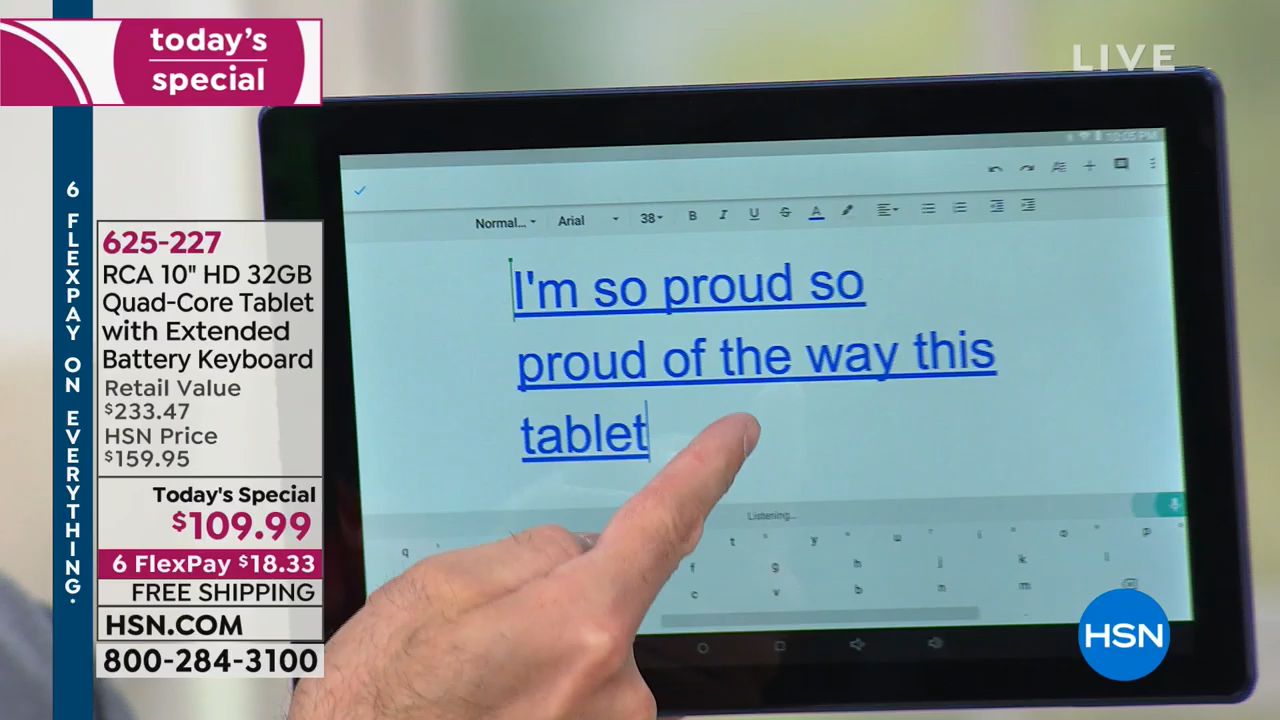 today's
special
LIVE
6 FLEXPAY ON EVERYTHING.
625-227
RCA 10" HD 32GB
Quad-Core Tablet
with Extended
Battery Keyboard
Retail Value
$233.47
HSN Price
$159.95
Today's Special
$109.99
6 FlexPay $18.33
FREE SHIPPING
HSN.COM
800-284-3100
10:35 PM
Normal... Arial 38 B I U S A
I'm so proud so
proud of the way this
tablet
Listening...
q t y u i o p
f g h j k l
c v b n m
HSN